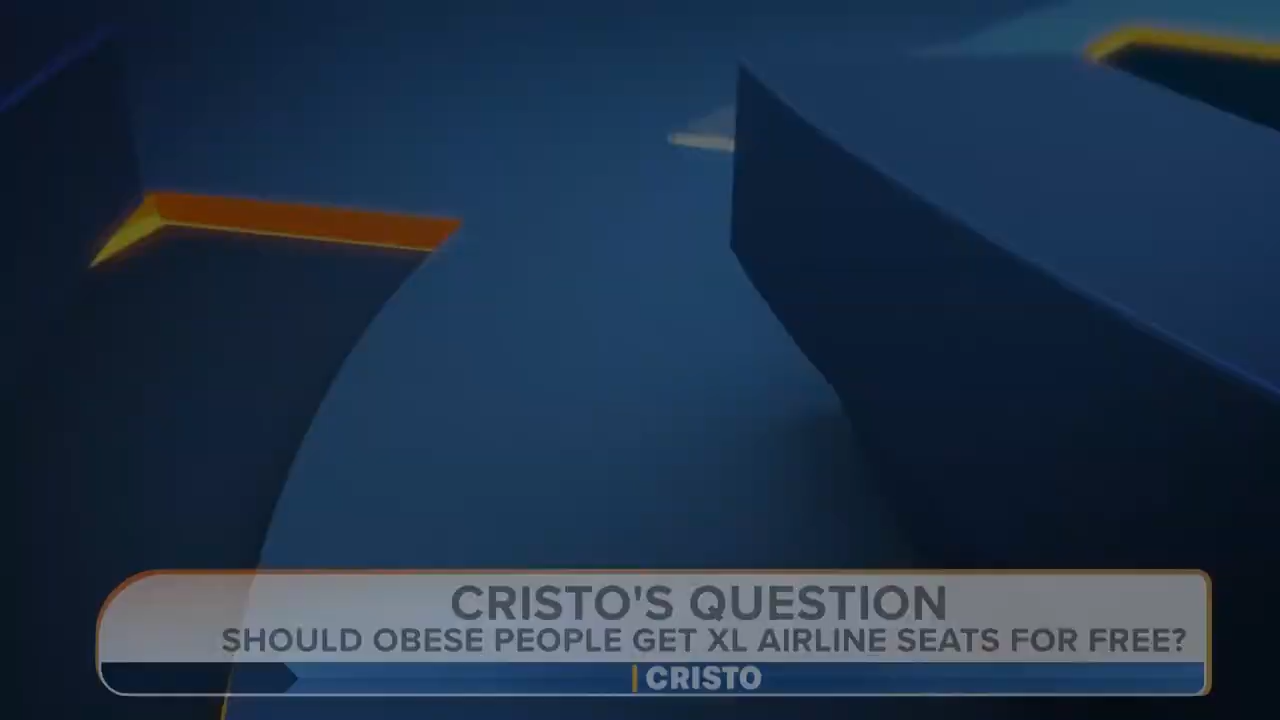 CRISTO'S QUESTION
SHOULD OBESE PEOPLE GET XL AIRLINE SEATS FOR FREE?
CRISTO